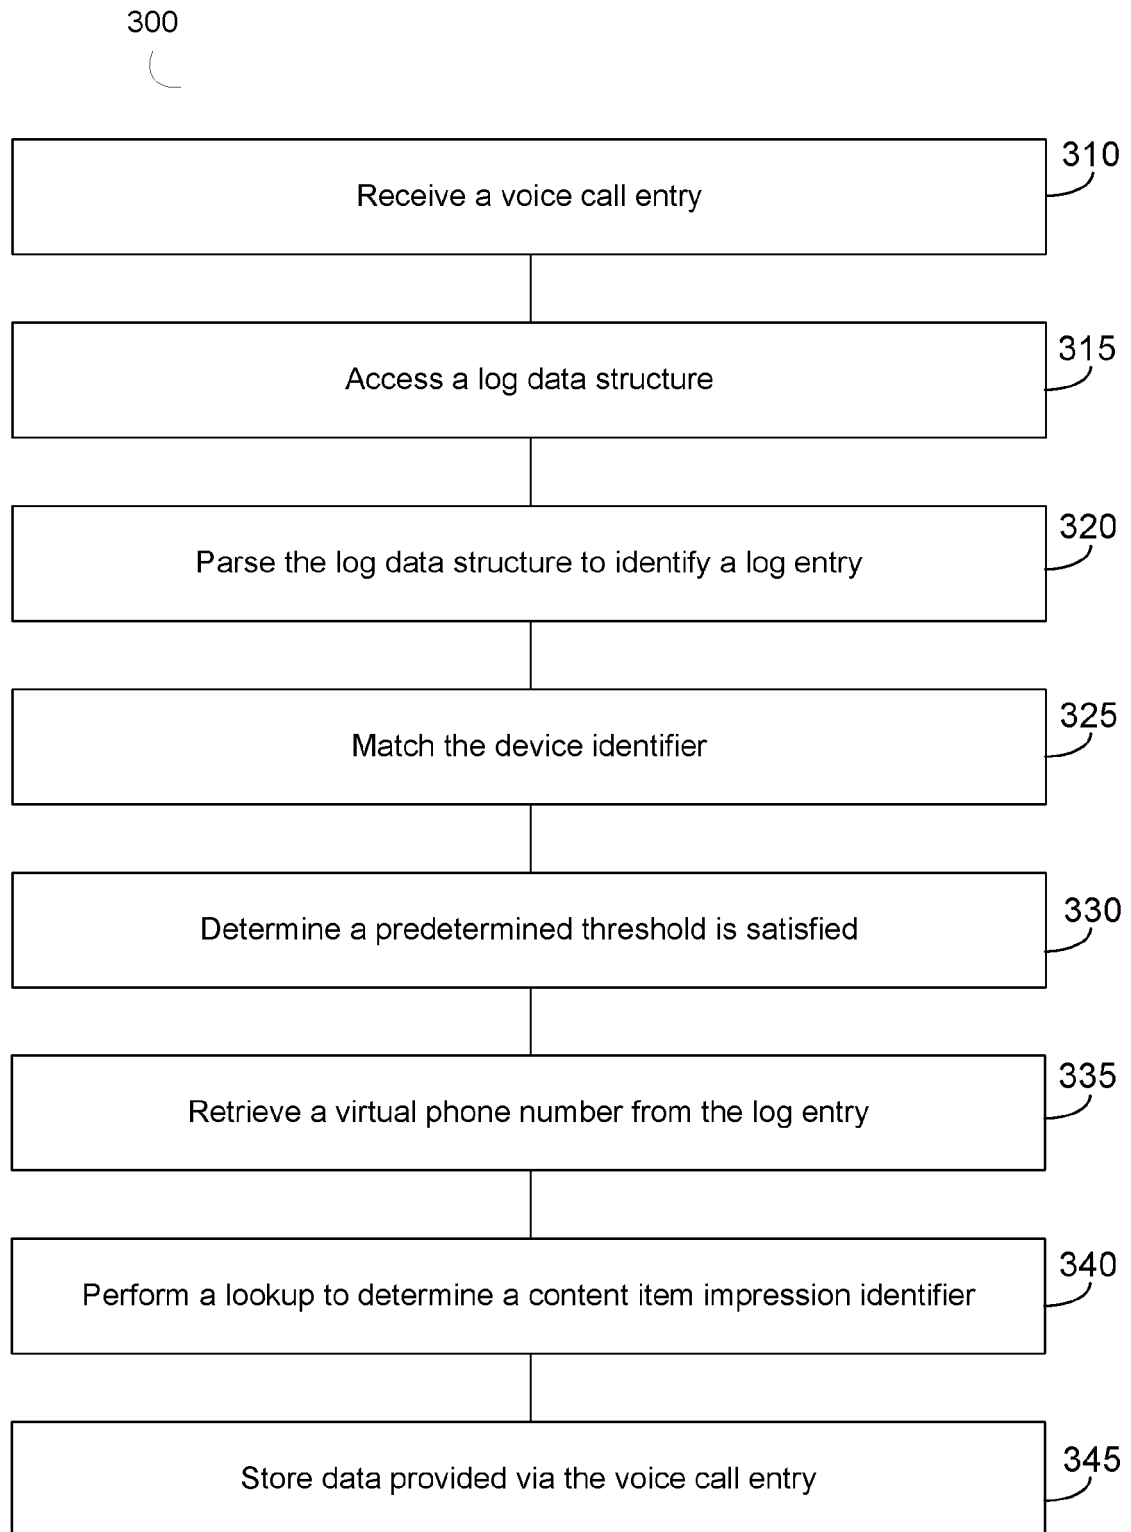 300
310
Receive a voice call entry
315
Access a log data structure
320
Parse the log data structure to identify a log entry
325
Match the device identifier
330
Determine a predetermined threshold is satisfied
335
Retrieve a virtual phone number from the log entry
340
Perform a lookup to determine a content item impression identifier
345
Store data provided via the voice call entry